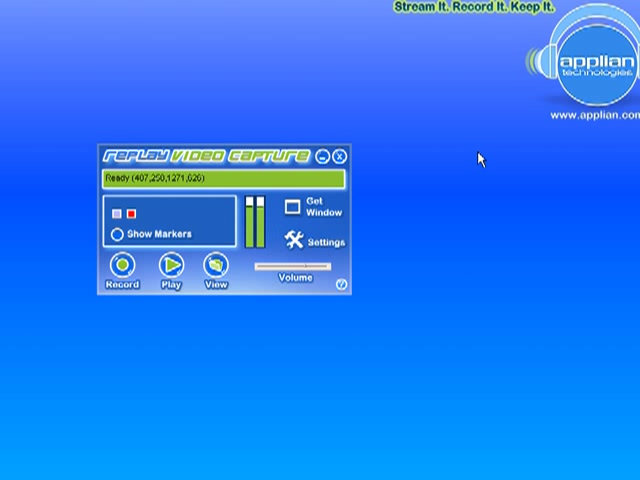 Stream It. Record It. Keep It.
applian
technologies
www.applian.com
REPLAY VIDEO CAPTURE
Ready (407,250,1271,826)
Get
Window
Show Markers
Settings
Record
Play
View
Volume
?